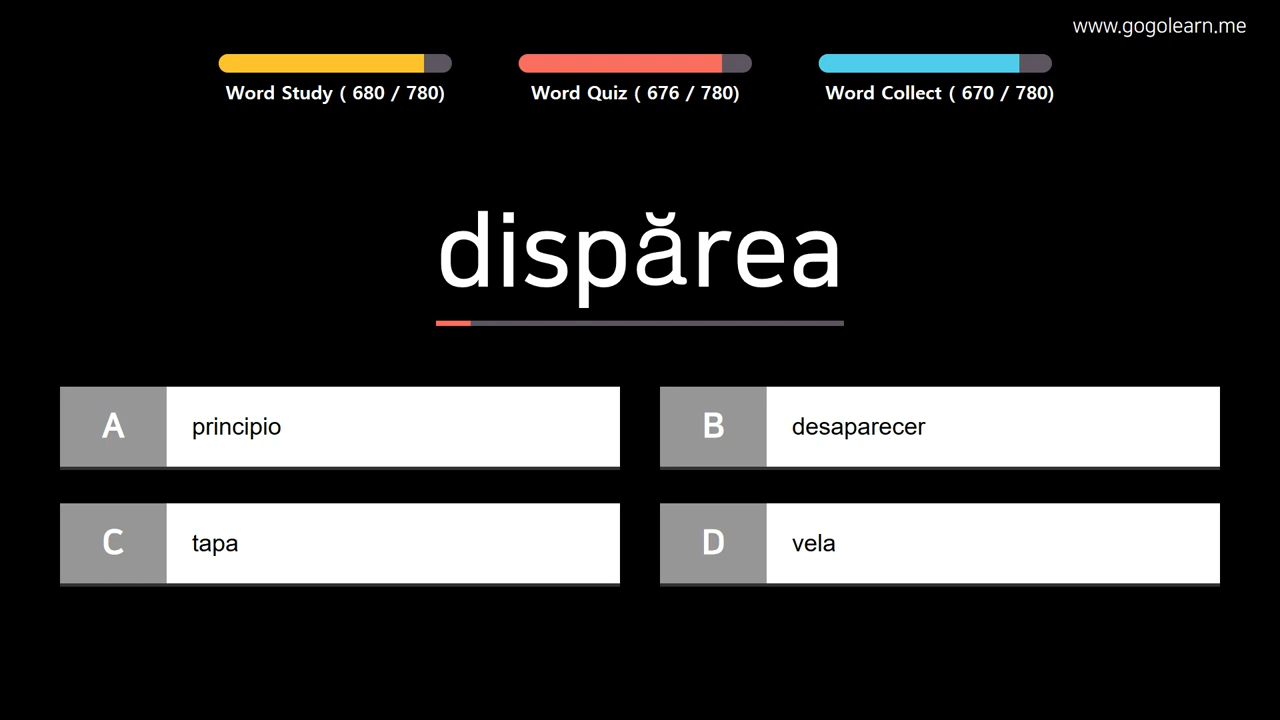 www.gogolearn.me
Word Study ( 680 / 780)
Word Quiz ( 676 / 780)
Word Collect ( 670 / 780)
dispărea
A principio
B desaparecer
C tapa
D vela